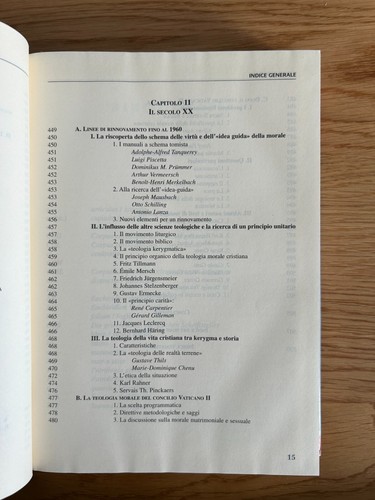 INDICE GENERALE
CAPITOLO II
IL SECOLO XX
449 A. LINEE DI RINNOVAMENTO FINO AL 1960
450 I. La riscoperta dello schema delle virtù e dell'«idea guida» della morale
450 1. I manuali a schema tomista
451 Adolphe-Alfred Tanquerey
451 Luigi Piscetta
452 Dominikus M. Prümmer
452 Arthur Vermeersch
453 Benoît-Henri Merkelbach
453 2. Alla ricerca dell'«idea-guida»
453 Joseph Mausbach
454 Otto Schilling
455 Antonio Lanza
456 3. Nuovi elementi per un rinnovamento
457 II. L'influsso delle altre scienze teologiche e la ricerca di un principio unitario
457 1. Il movimento liturgico
458 2. Il movimento biblico
458 3. La «teologia kerygmatica»
459 4. Il principio organico della teologia morale cristiana
460 5. Fritz Tillmann
461 6. Émile Mersch
462 7. Friedrich Jürgensmeier
462 8. Johannes Stelzenberger
463 9. Gustav Ermecke
464 10. Il «principio carità»:
René Carpentier
Gérard Gilleman
465 11. Jacques Leclercq
466 12. Bernhard Häring
468 III. La teologia della vita cristiana tra kerygma e storia
468 1. Caratteristiche
468 2. La «teologia delle realtà terrene»
469 Gustave Thils
470 Marie-Dominique Chenu
472 3. L'etica della situazione
474 4. Karl Rahner
476 5. Servais Th. Pinckaers
477 B. LA TEOLOGIA MORALE DEL CONCILIO VATICANO II
477 1. La scelta programmatica
478 2. Direttive metodologiche e saggi
480 3. La discussione sulla morale matrimoniale e sessuale
15